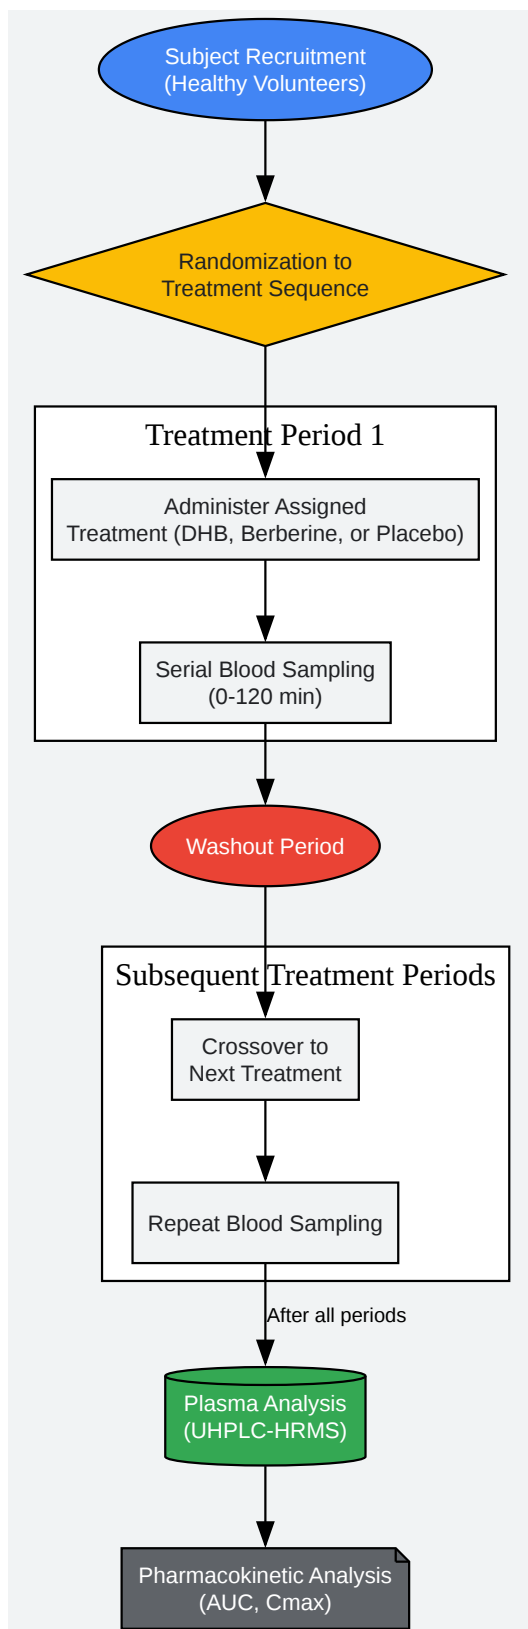 Subject Recruitment
(Healthy Volunteers)
Randomization to
Treatment Sequence
Treatment Period 1
Administer Assigned
Treatment (DHB, Berberine, or Placebo)
Serial Blood Sampling
(0-120 min)
Washout Period
Subsequent Treatment Periods
Crossover to
Next Treatment
Repeat Blood Sampling
After all periods
Plasma Analysis
(UHPLC-HRMS)
Pharmacokinetic Analysis
(AUC, Cmax)